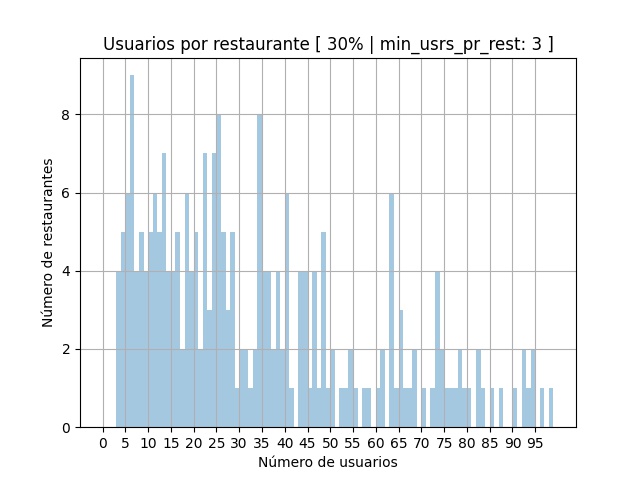 Usuarios por restaurante [ 30% | min_usrs_pr_rest: 3 ]
Número de restaurantes
8
6
4
2
0
0 5 10 15 20 25 30 35 40 45 50 55 60 65 70 75 80 85 90 95
Número de usuarios